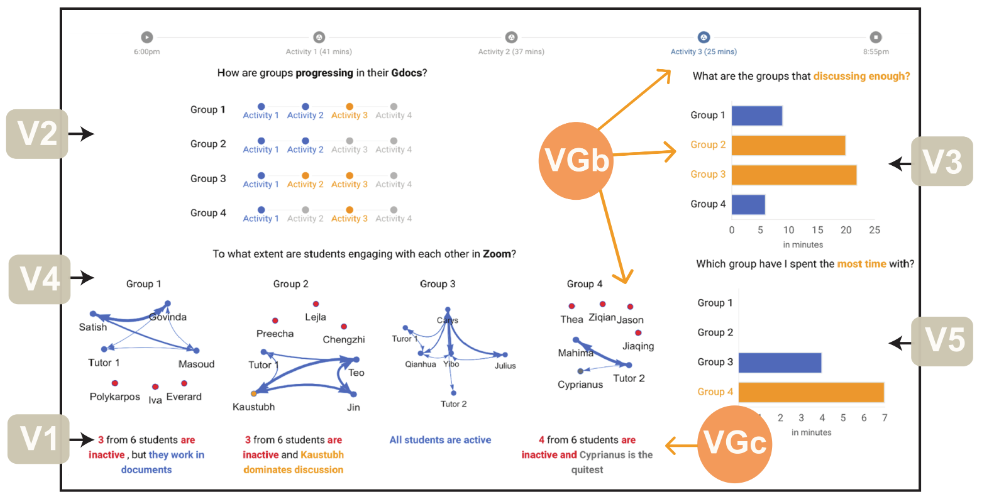 6:00pm
Activity 1 (41 mins)
Activity 2 (37 mins)
Activity 3 (25 mins)
8:55pm
How are groups progressing in their Gdocs?
Group 1
Activity 1 Activity 2 Activity 3 Activity 4
Group 2
Activity 1 Activity 2 Activity 3 Activity 4
Group 3
Activity 1 Activity 2 Activity 3 Activity 4
Group 4
Activity 1 Activity 2 Activity 3 Activity 4
V2
VGb
What are the groups that discussing enough?
Group 1
Group 2
Group 3
Group 4
0 5 10 15 20 25
in minutes
V3
To what extent are students engaging with each other in Zoom?
V4
Group 1
Govinda
Satish
Tutor 1
Masoud
Polykarpos
Iva
Everard
Group 2
Lejla
Preecha
Chengzhi
Tutor 1
Teo
Kaustubh
Jin
Group 3
Carys
Turor 1
Qianhua
Yibo
Julius
Tutor 2
Group 4
Thea
Ziqian
Jason
Jiaqing
Mahima
Cyprianus
Tutor 2
Which group have I spent the most time with?
Group 1
Group 2
Group 3
Group 4
1 2 3 4 5 6 7
in minutes
V5
V1
3 from 6 students are
inactive , but they work in
documents
3 from 6 students are
inactive and Kaustubh
dominates discussion
All students are active
4 from 6 students are
inactive and Cyprianus is the
quitest
VGc